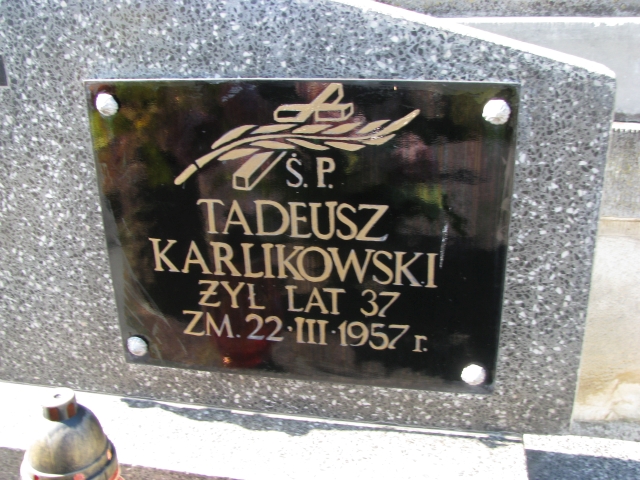 Ś. P.
TADEUSZ
KARLIKOWSKI
ŻYŁ LAT 37
ZM. 22·III·1957 r.